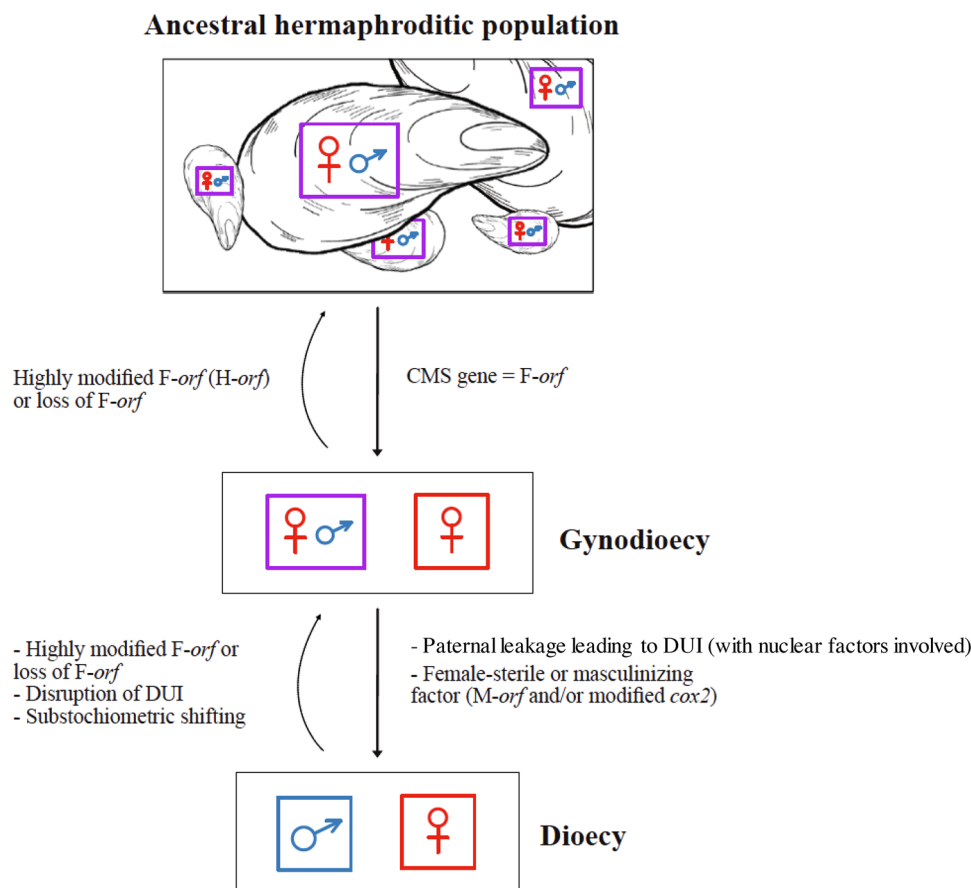 Ancestral hermaphroditic population
Highly modified F-orf (H-orf)
or loss of F-orf
CMS gene = F-orf
Gynodioecy
- Highly modified F-orf or
loss of F-orf
- Disruption of DUI
- Substochiometric shifting
- Paternal leakage leading to DUI (with nuclear factors involved)
- Female-sterile or masculinizing
factor (M-orf and/or modified cox2)
Dioecy